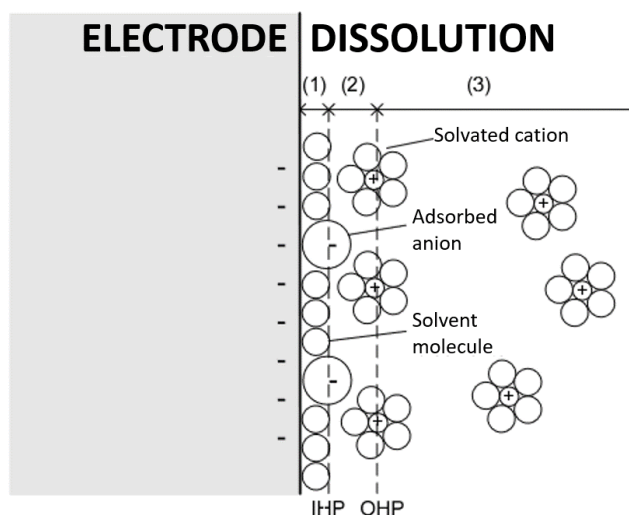 ELECTRODE DISSOLUTION
(1) (2) (3)
Solvated cation
Adsorbed
anion
Solvent
molecule
- - - - - - - -
+ + + + + +
- -
IHP OHP